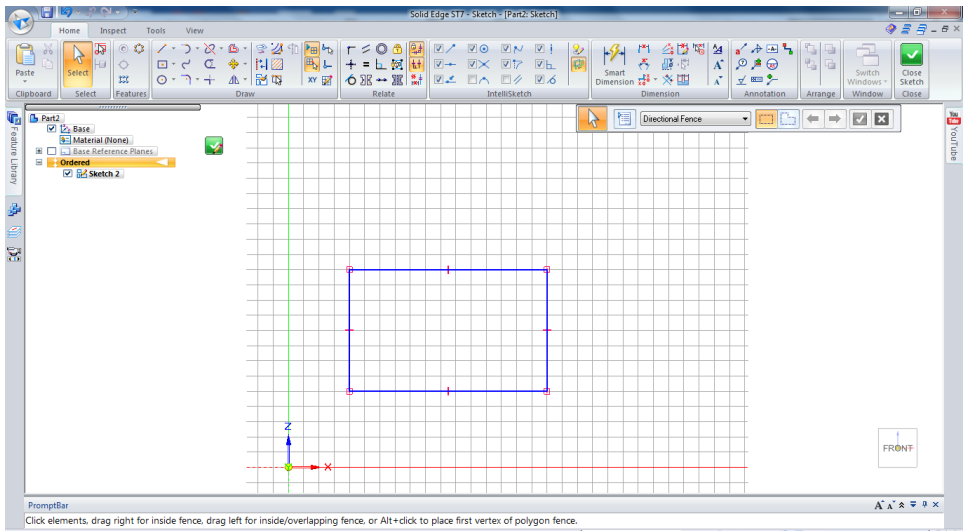 Solid Edge ST7 - Sketch - [Part2: Sketch]
Home Inspect Tools View
Paste
Select
Smart
Dimension
Switch
Windows
Close
Sketch
Clipboard Select Features Draw Relate IntelliSketch Dimension Annotation Arrange Window Close
Directional Fence
Part2
Base
Material (None)
Base Reference Planes
Ordered
Sketch 2
Feature Library
You
Tube
YouTube
XY
A
A
Z
X
FRONT
PromptBar
A A
Click elements, drag right for inside fence, drag left for inside/overlapping fence, or Alt+click to place first vertex of polygon fence.